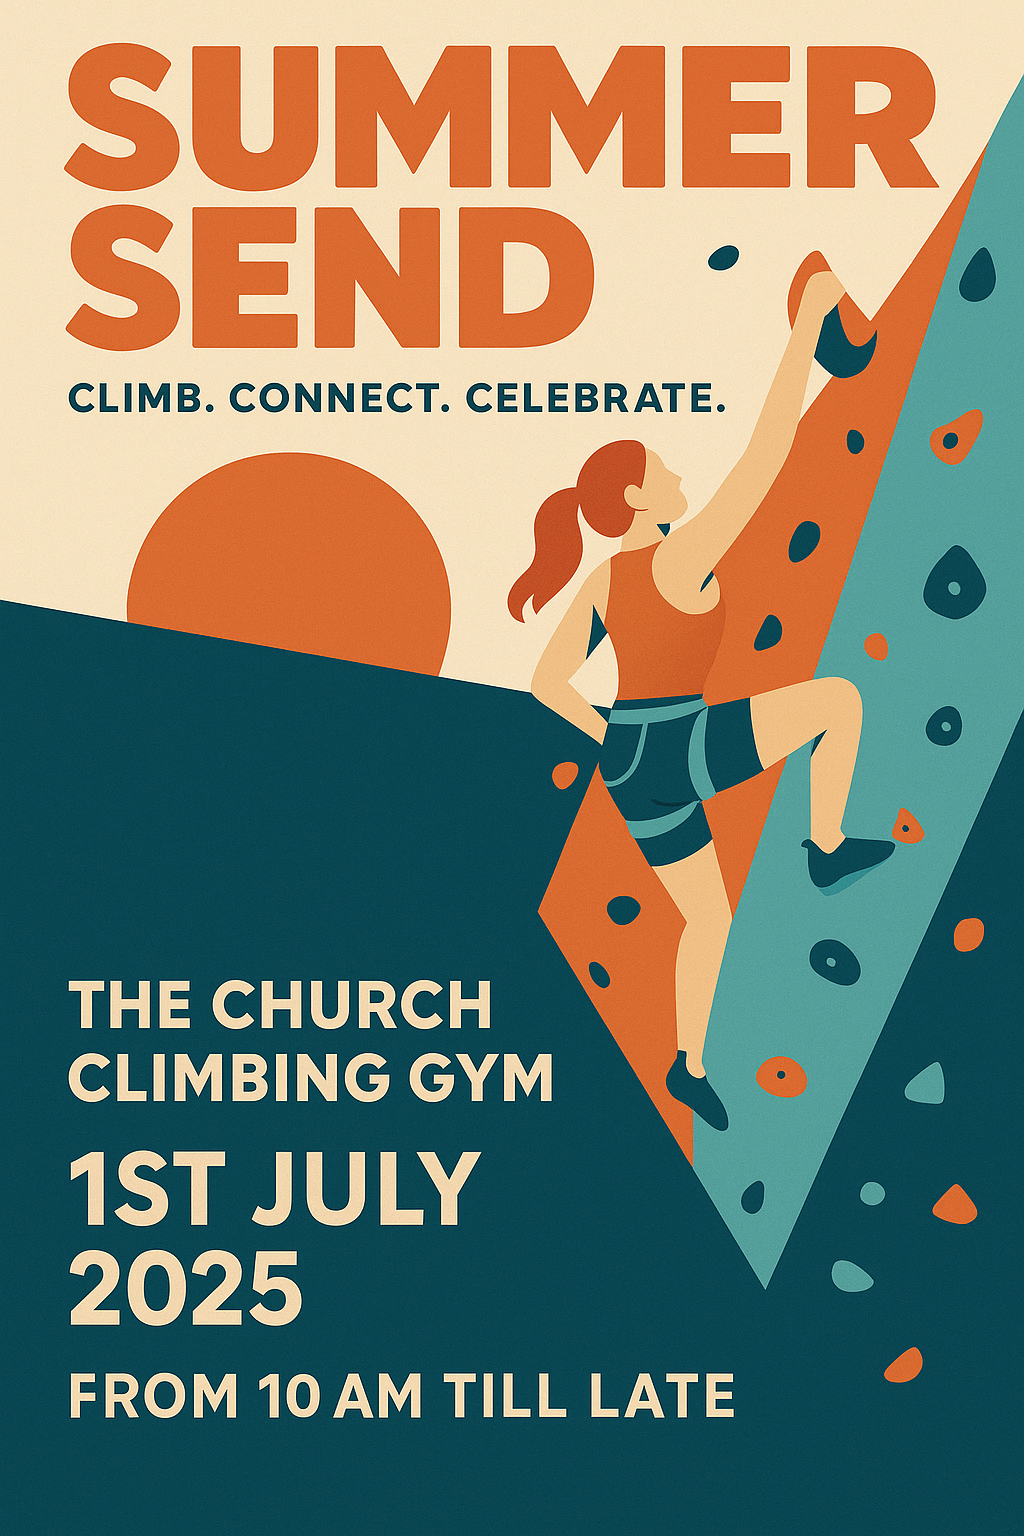 SUMMER
SEND
CLIMB. CONNECT. CELEBRATE.
THE CHURCH
CLIMBING GYM
1ST JULY
2025
FROM 10 AM TILL LATE